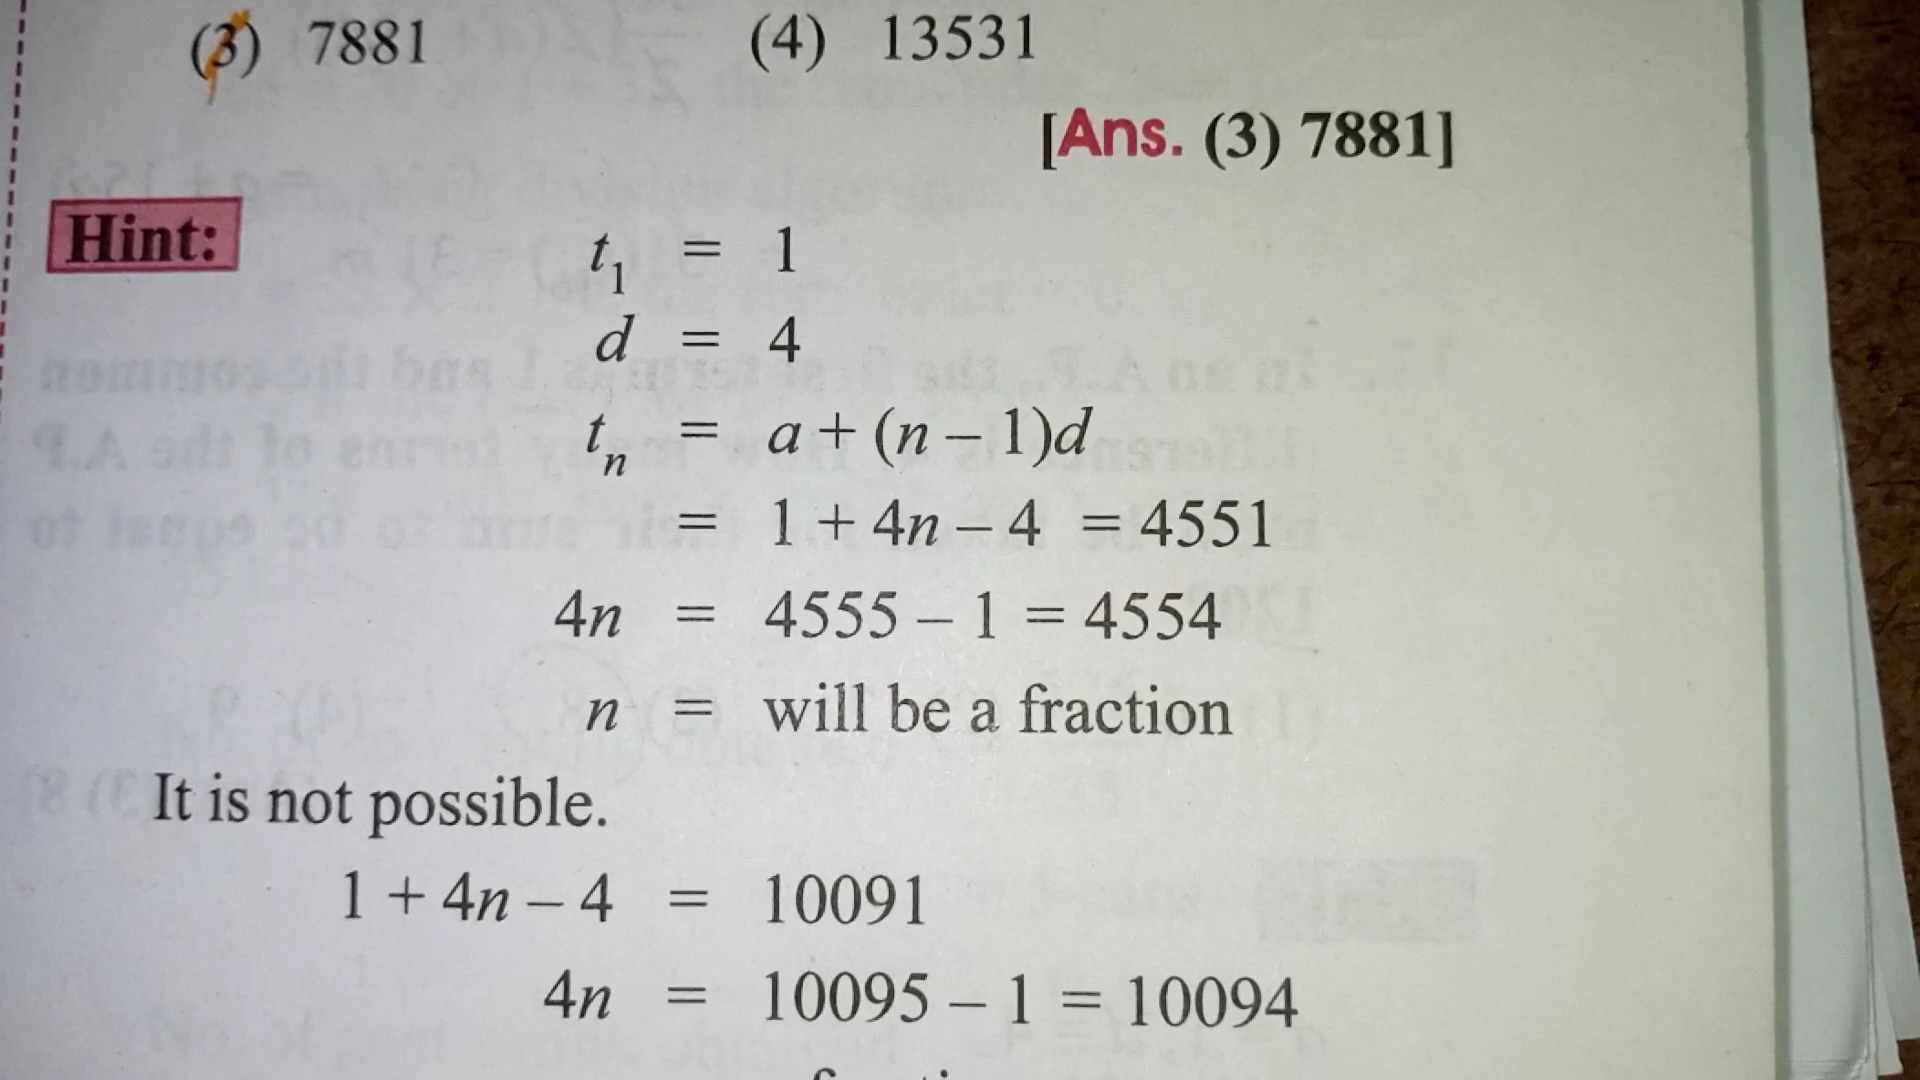 (3) 7881 (4) 13531
[Ans. (3) 7881]
Hint: t₁ = 1
d = 4
tₙ = a + (n – 1)d
= 1 + 4n – 4 = 4551
4n = 4555 – 1 = 4554
n = will be a fraction
It is not possible.
1 + 4n – 4 = 10091
4n = 10095 – 1 = 10094